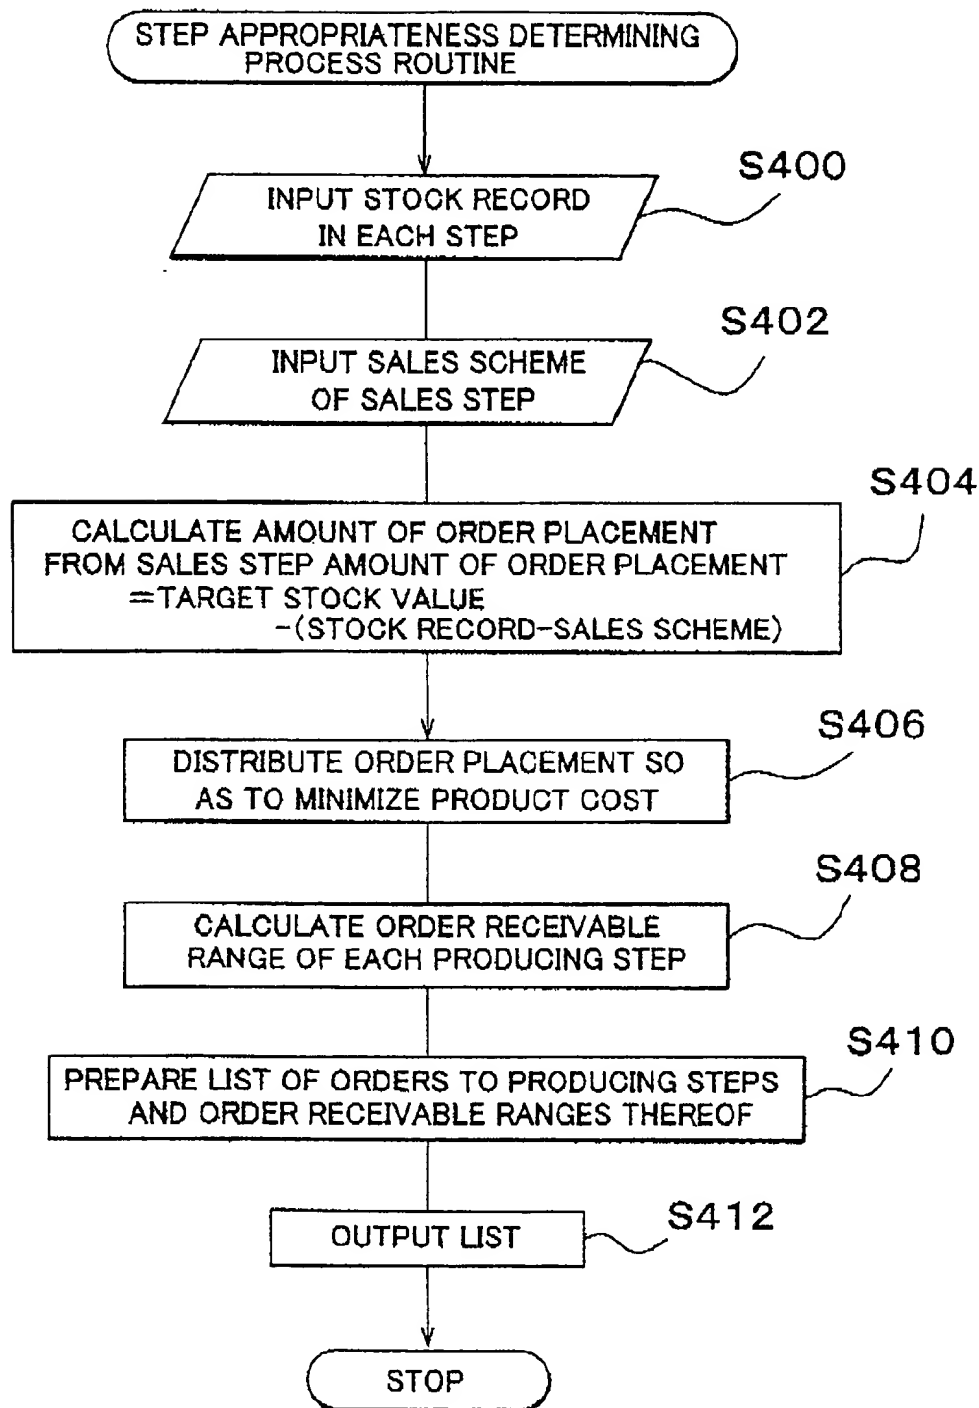 STEP APPROPRIATENESS DETERMINING
PROCESS ROUTINE
S400
INPUT STOCK RECORD
IN EACH STEP
S402
INPUT SALES SCHEME
OF SALES STEP
S404
CALCULATE AMOUNT OF ORDER PLACEMENT
FROM SALES STEP AMOUNT OF ORDER PLACEMENT
=TARGET STOCK VALUE
-(STOCK RECORD-SALES SCHEME)
S406
DISTRIBUTE ORDER PLACEMENT SO
AS TO MINIMIZE PRODUCT COST
S408
CALCULATE ORDER RECEIVABLE
RANGE OF EACH PRODUCING STEP
S410
PREPARE LIST OF ORDERS TO PRODUCING STEPS
AND ORDER RECEIVABLE RANGES THEREOF
S412
OUTPUT LIST
STOP